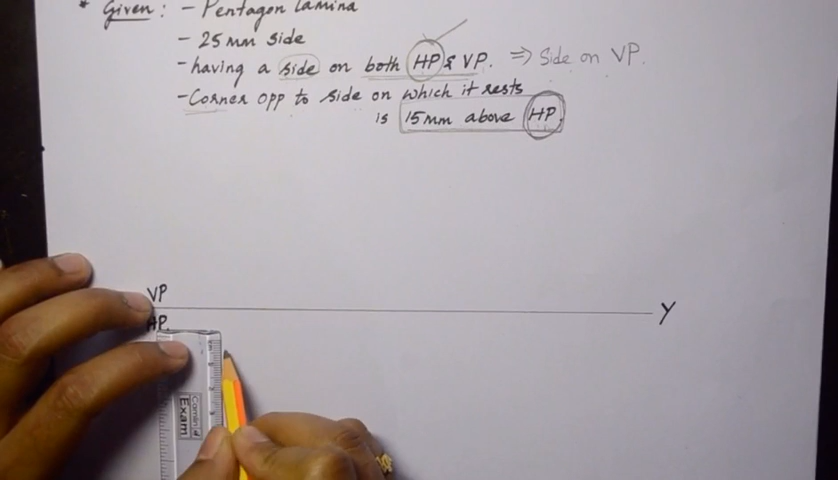 * Given : - Pentagon lamina
- 25 mm side
- having a side on both HP & VP. ⇒ Side on VP.
- Corner opp to side on which it rests
is 15mm above HP.
VP
HP.
Y
Exam